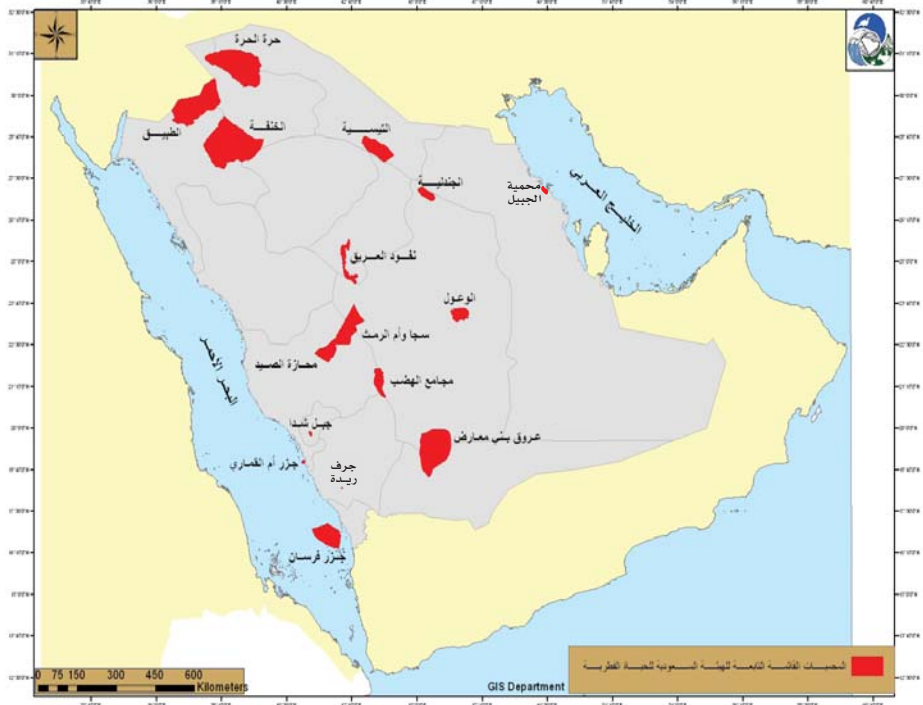 حرة الحرة
الطبيق
الخنفة
التيسية
الجندلية
محمية
الجبيل
الخليج العربي
نفود العريق
الوعول
سجا وأم الرمث
محازة الصيد
مجامع الهضب
البحر الأحمر
جبل شدا
عروق بني معارض
جزر أم القماري
جرف
ريدة
جزر فرسان
المحميات القائمة التابعة للهيئة السعودية للحياة الفطرية
0 75 150 300 450 600
Kilometers
GIS Department